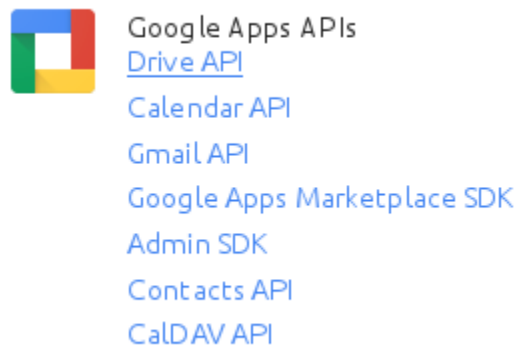 Google Apps APIs
Drive API
Calendar API
Gmail API
Google Apps Marketplace SDK
Admin SDK
Contacts API
CalDAV API